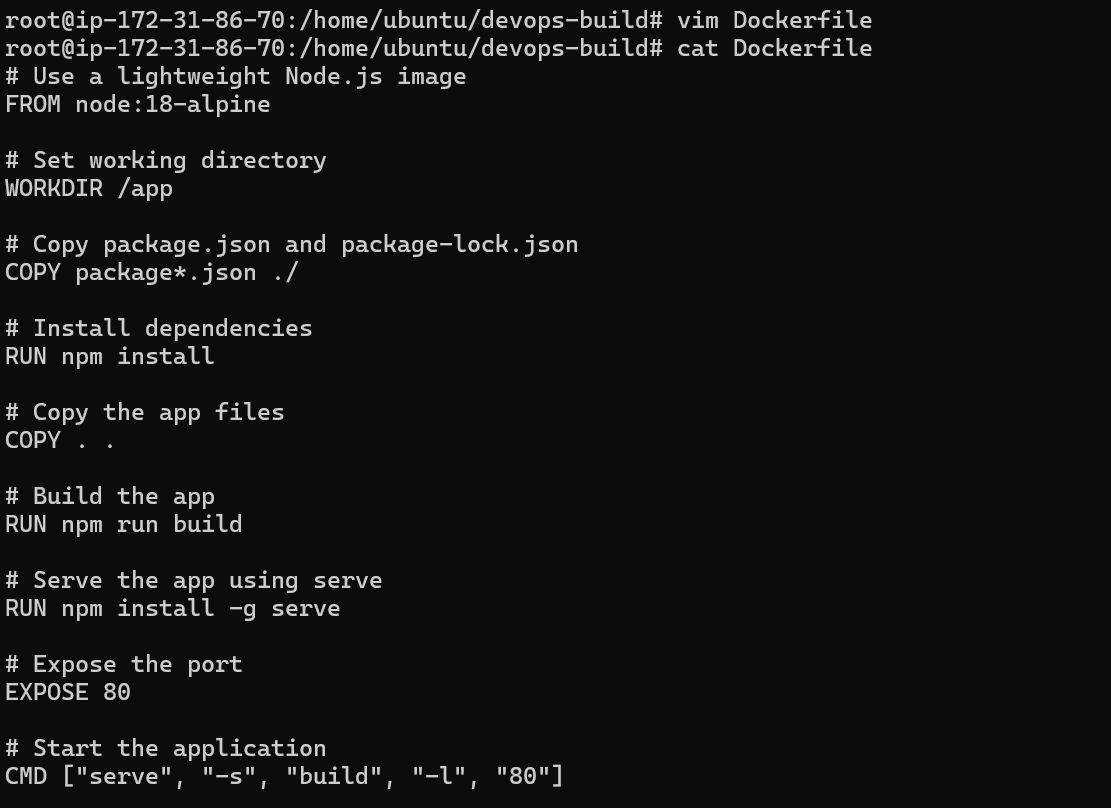 root@ip-172-31-86-70:/home/ubuntu/devops-build# vim Dockerfile
root@ip-172-31-86-70:/home/ubuntu/devops-build# cat Dockerfile
# Use a lightweight Node.js image
FROM node:18-alpine
# Set working directory
WORKDIR /app
# Copy package.json and package-lock.json
COPY package*.json ./
# Install dependencies
RUN npm install
# Copy the app files
COPY . .
# Build the app
RUN npm run build
# Serve the app using serve
RUN npm install -g serve
# Expose the port
EXPOSE 80
# Start the application
CMD ["serve", "-s", "build", "-l", "80"]